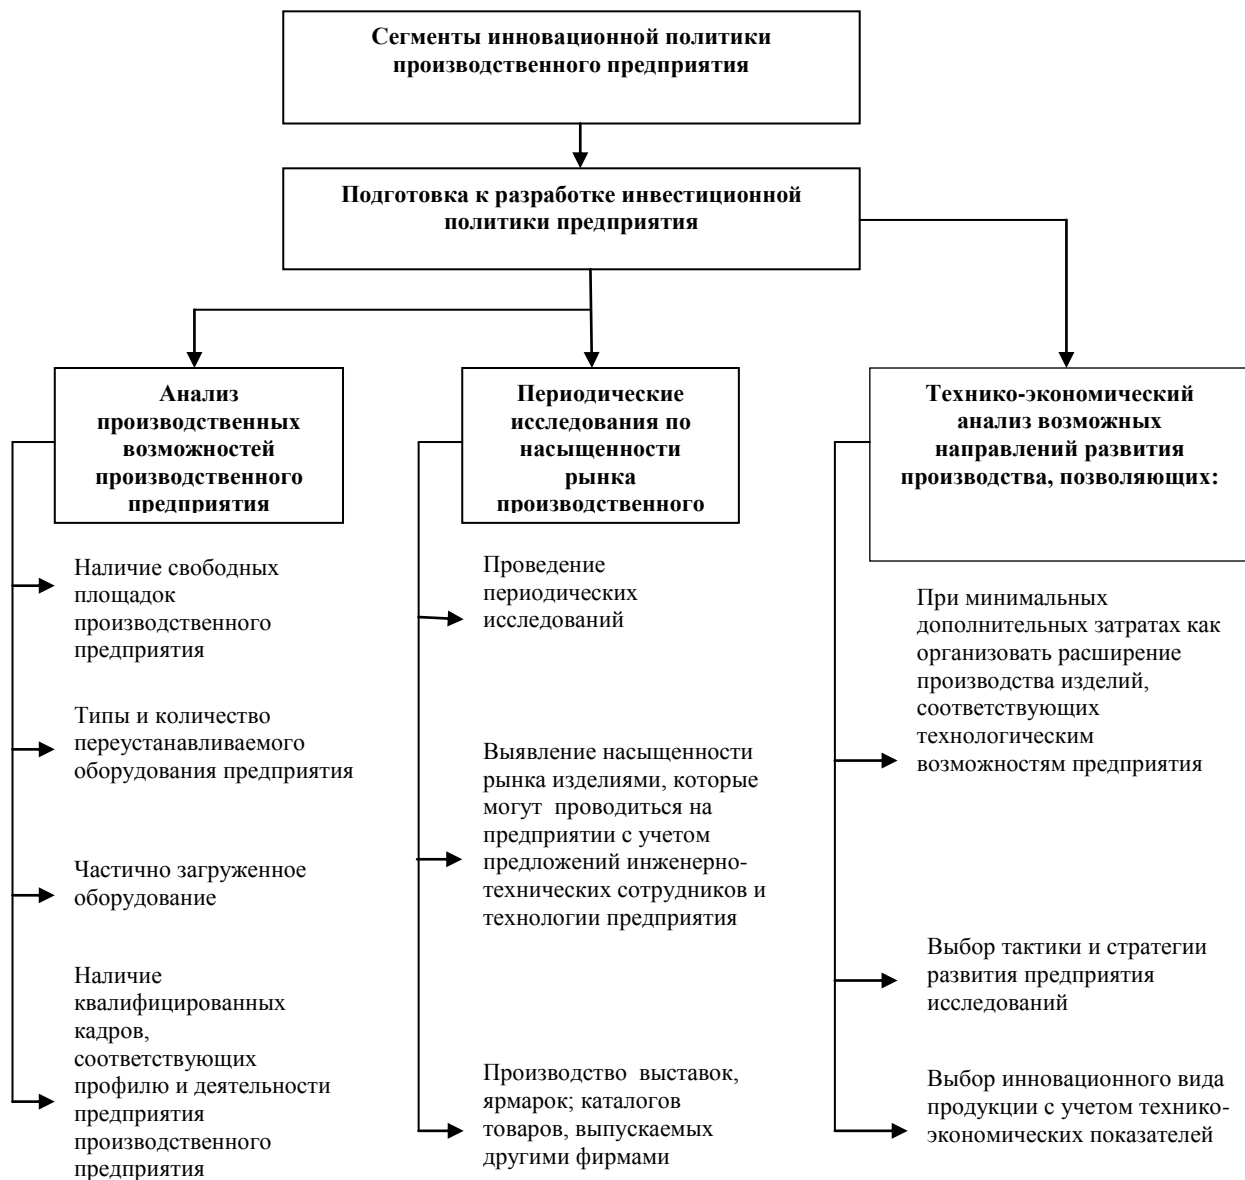 Сегменты инновационной политики
производственного предприятия
Подготовка к разработке инвестиционной
политики предприятия
Анализ
производственных
возможностей
производственного
предприятия
Наличие свободных
площадок
производственного
предприятия
Типы и количество
переустанавливаемого
оборудования предприятия
Частично загруженное
оборудование
Наличие
квалифицированных
кадров,
соответствующих
профилю и деятельности
предприятия
производственного
предприятия
Периодические
исследования по
насыщенности
рынка
производственного
Проведение
периодических
исследований
Выявление насыщенности
рынка изделиями, которые
могут  проводиться на
предприятии с учетом
предложений инженерно-
технических сотрудников и
технологии предприятия
Производство  выставок,
ярмарок; каталогов
товаров, выпускаемых
другими фирмами
Технико-экономический
анализ возможных
направлений развития
производства, позволяющих:
При минимальных
дополнительных затратах как
организовать расширение
производства изделий,
соответствующих
технологическим
возможностям предприятия
Выбор тактики и стратегии
развития предприятия
исследований
Выбор инновационного вида
продукции с учетом технико-
экономических показателей